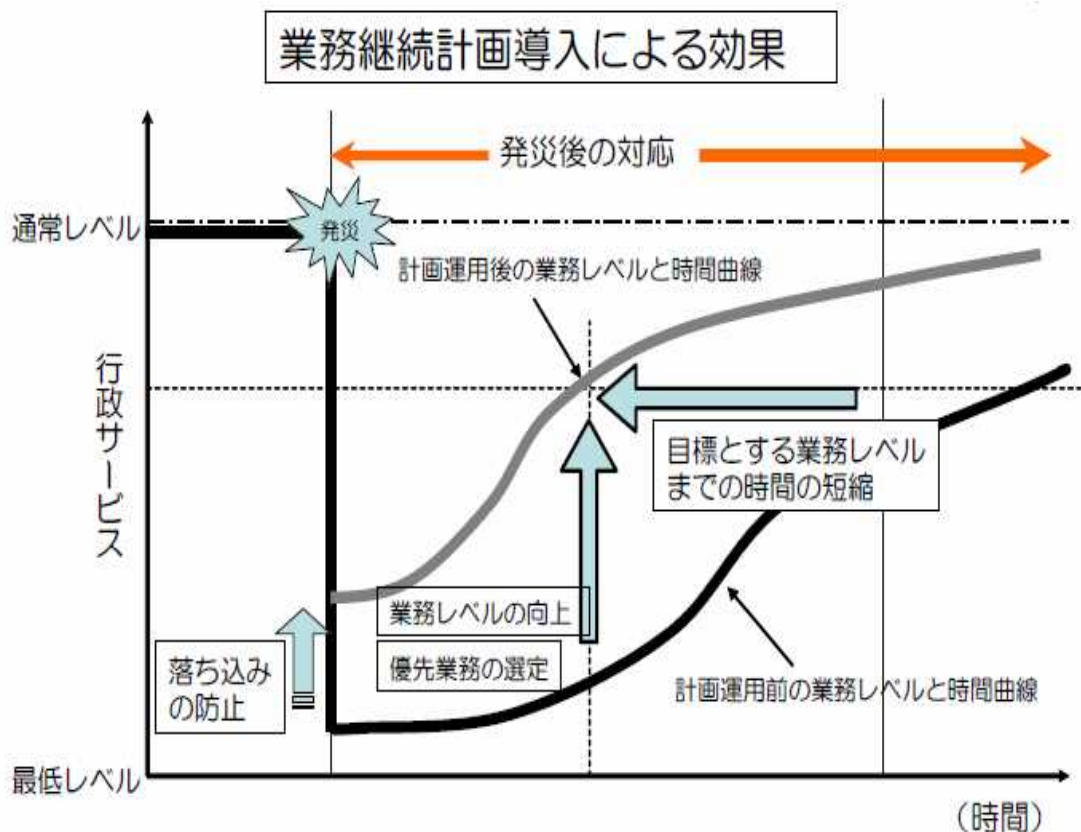 業務継続計画導入による効果
発災後の対応
通常レベル
発災
計画運用後の業務レベルと時間曲線
行政サービス
目標とする業務レベル
までの時間の短縮
業務レベルの向上
優先業務の選定
落ち込み
の防止
計画運用前の業務レベルと時間曲線
最低レベル
（時間）